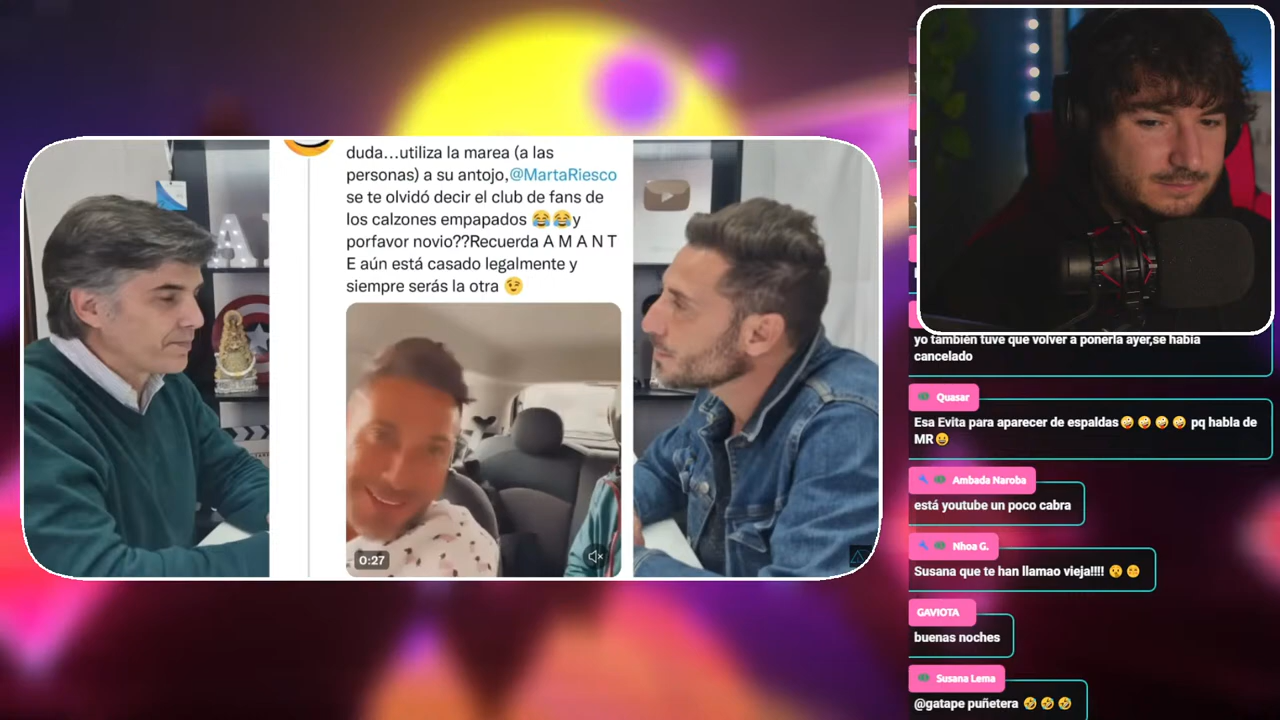 duda...utiliza la marea (a las
personas) a su antojo,@MartaRiesco
se te olvidó decir el club de fans de
los calzones empapados 😂😂y
porfavor novio??Recuerda A M A N T
E aún está casado legalmente y
siempre serás la otra 😉
0:27
A
yo también tuve que volver a ponerla ayer,se había
cancelado
Quasar
Esa Evita para aparecer de espaldas🤪🤪🤪🤪 pq habla de
MR😀
Ambada Naroba
está youtube un poco cabra
Nhoa G.
Susana que te han llamao vieja!!!! 😗😁
GAVIOTA
buenas noches
Susana Lema
@gatape puñetera 🤣🤣🤣